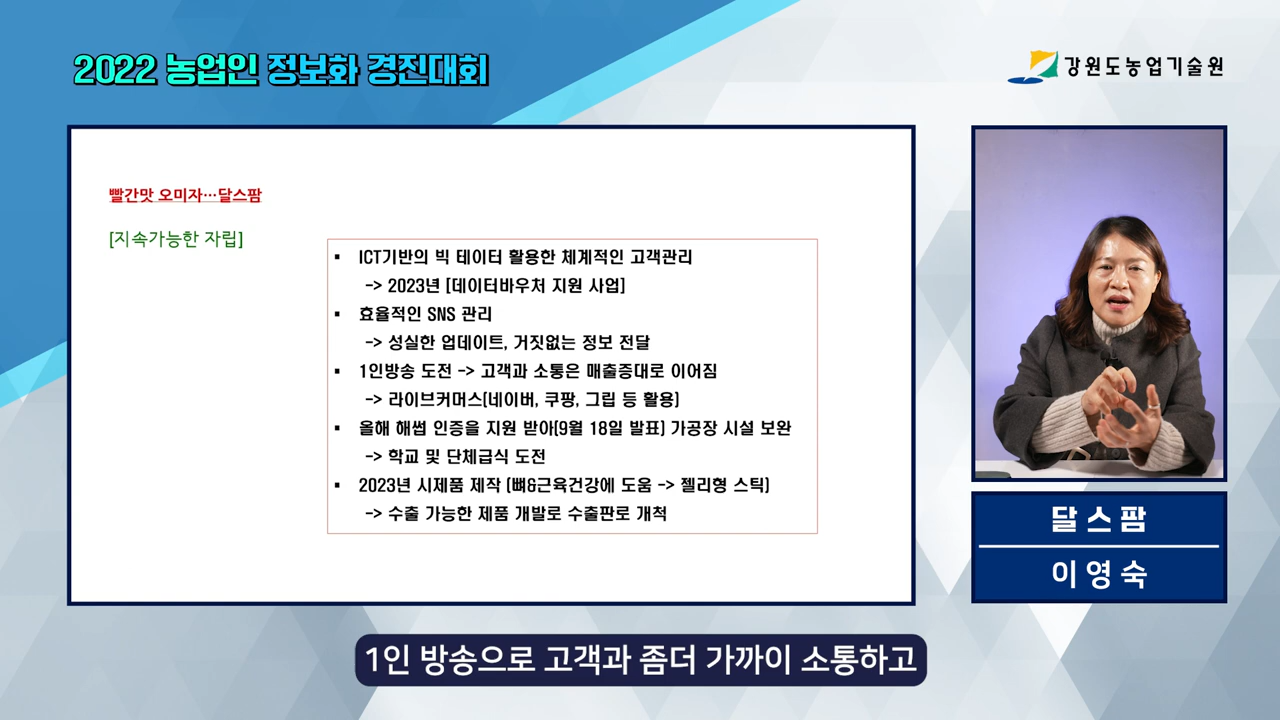 2022 농업인 정보화 경진대회
강원도농업기술원
빨간맛 오미자…달스팜
[지속가능한 자립]
▪ ICT기반의 빅 테이터 활용한 체계적인 고객관리
-> 2023년 [데이터바우처 지원 사업]
▪ 효율적인 SNS 관리
-> 성실한 업데이트, 거짓없는 정보 전달
▪ 1인방송 도전 -> 고객과 소통은 매출증대로 이어짐
-> 라이브커머스(네이버, 쿠팡, 그립 등 활용)
▪ 올해 해썹 인증을 지원 받아(9월 18일 발표) 가공장 시설 보완
-> 학교 및 단체급식 도전
▪ 2023년 시제품 제작 (뼈&근육건강에 도움 -> 젤리형 스틱)
-> 수출 가능한 제품 개발로 수출판로 개척
달스팜
이영숙
1인 방송으로 고객과 좀더 가까이 소통하고